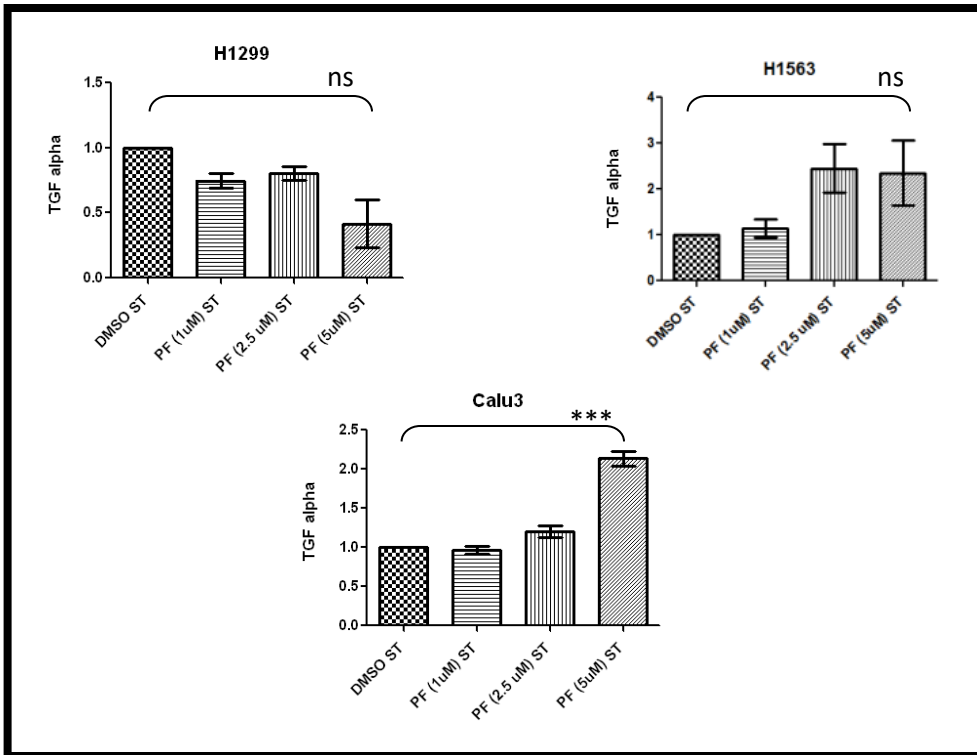 H1299
ns
1.5
1.0
0.5
0.0
TGF alpha
DMSO ST
PF (1uM) ST
PF (2.5 uM) ST
PF (5uM) ST
H1563
ns
4
3
2
1
0
TGF alpha
DMSO ST
PF (1uM) ST
PF (2.5 uM) ST
PF (5uM) ST
Calu3
***
2.5
2.0
1.5
1.0
0.5
0.0
TGF alpha
DMSO ST
PF (1uM) ST
PF (2.5 uM) ST
PF (5uM) ST